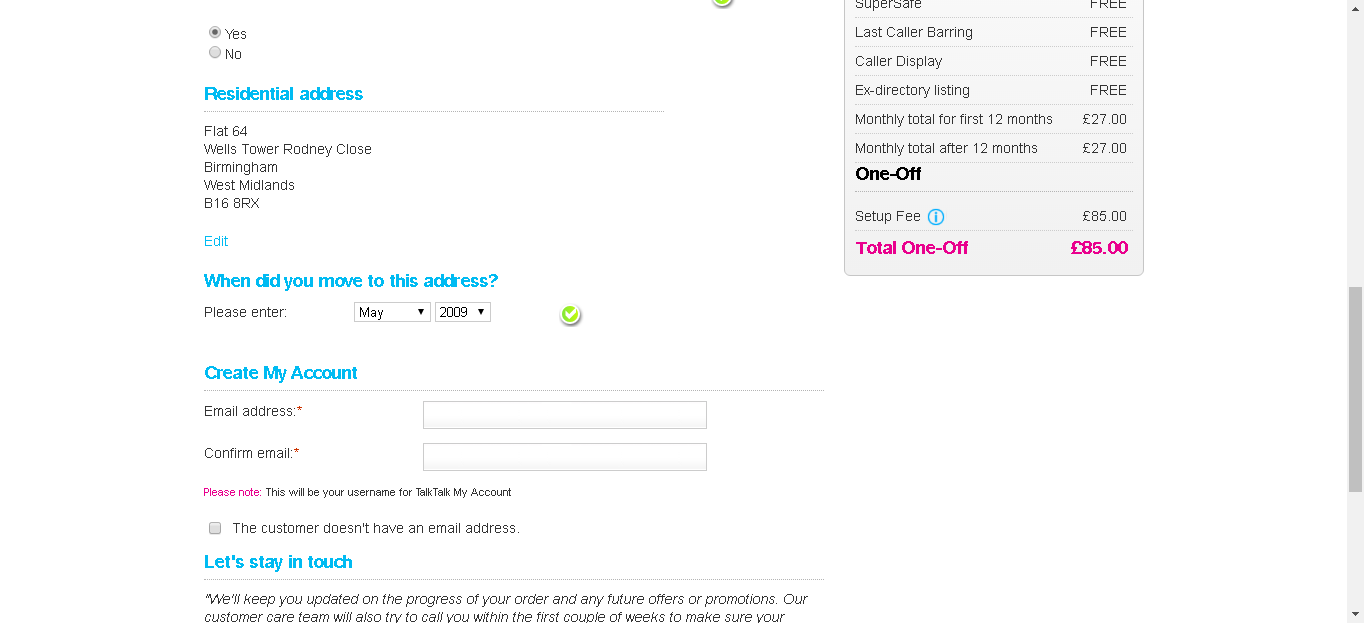 Yes
No
Residential address
Flat 64
Wells Tower Rodney Close
Birmingham
West Midlands
B16 8RX
Edit
When did you move to this address?
Please enter: May 2009
Create My Account
Email address:*
Confirm email:*
Please note: This will be your username for TalkTalk My Account
The customer doesn't have an email address.
Let's stay in touch
"We'll keep you updated on the progress of your order and any future offers or promotions. Our
customer care team will also try to call you within the first couple of weeks to make sure your
SuperSafe FREE
Last Caller Barring FREE
Caller Display FREE
Ex-directory listing FREE
Monthly total for first 12 months £27.00
Monthly total after 12 months £27.00
One-Off
Setup Fee i £85.00
Total One-Off £85.00